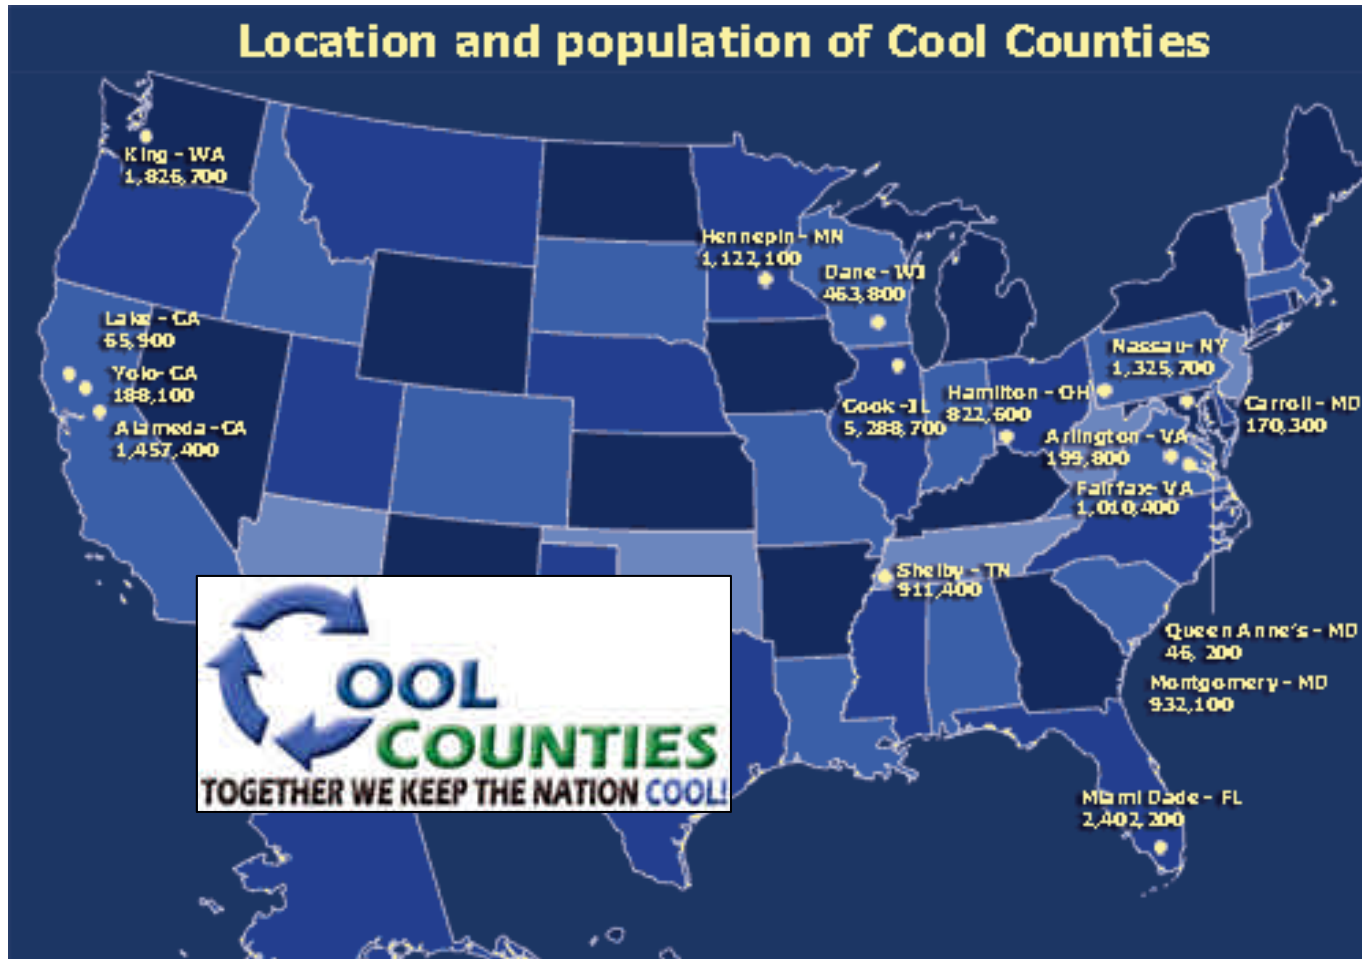 Location and population of Cool Counties
King - WA
1,826,700
Hennepin - MN
1,122,100
Dane - WI
463,800
Lake - CA
65,900
Yolo- CA
188,100
Alameda -CA
1,457,400
Nassau- NY
1,325,700
Cook -IL
5,288,700
Hamilton - OH
822,600
Carroll - MD
170,300
Arlington - VA
199,800
Fairfax- VA
1,010,400
Shelby - TN
911,400
Queen Anne's - MD
46, 200
Montgomery - MD
932,100
Miami Dade - FL
2,402,200
COOL
COUNTIES
TOGETHER WE KEEP THE NATION COOL!